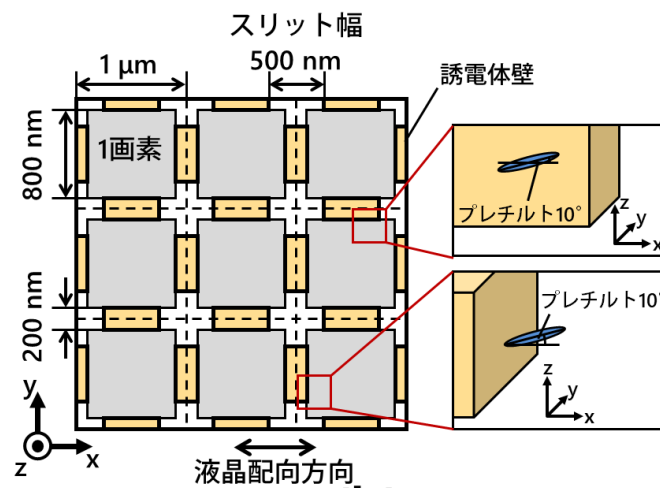 スリット幅
1 μm
500 nm
誘電体壁
800 nm
1画素
プレチルト10°
z
y
x
200 nm
プレチルト10°
z
y
x
y
z
x
液晶配向方向